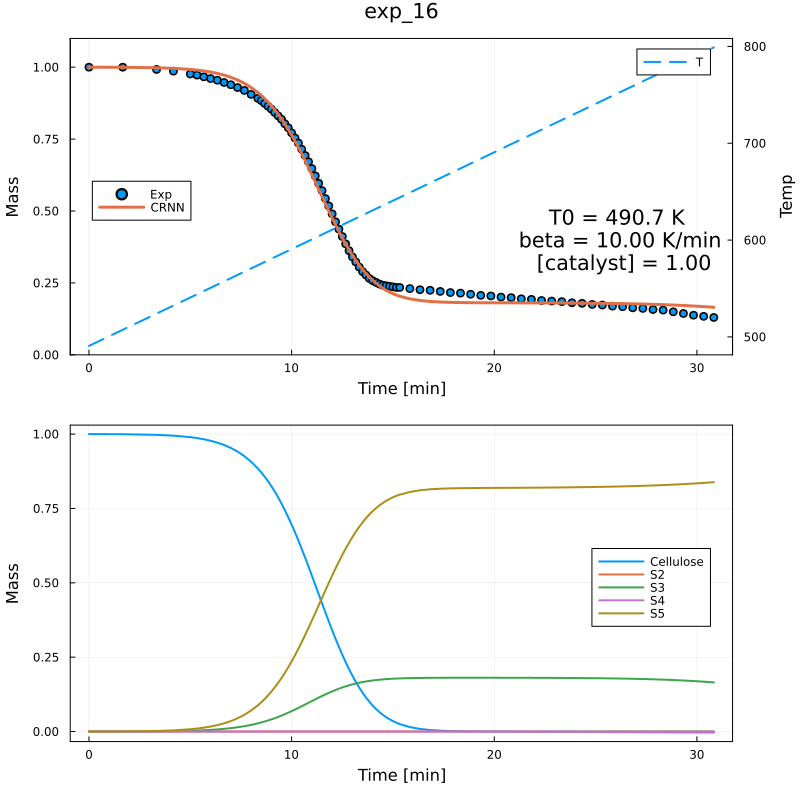 exp_16
1.00
0.75
0.50
0.25
0.00
Mass
800
700
600
500
Temp
T
Exp
CRNN
T0 = 490.7 K
beta = 10.00 K/min
[catalyst] = 1.00
0
10
20
30
Time [min]
1.00
0.75
0.50
0.25
0.00
Mass
Cellulose
S2
S3
S4
S5
0
10
20
30
Time [min]